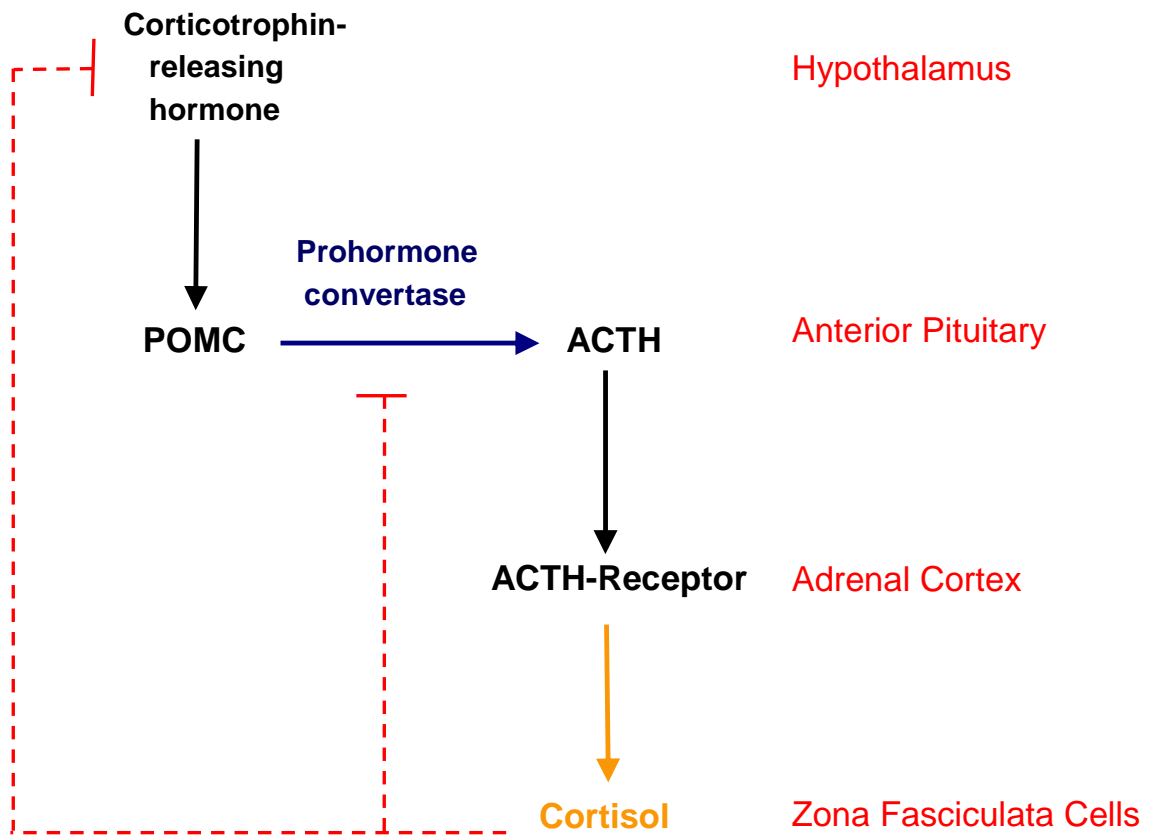 Corticotrophin-
releasing
hormone
Hypothalamus
Prohormone
convertase
POMC
ACTH
Anterior Pituitary
ACTH-Receptor
Adrenal Cortex
Cortisol
Zona Fasciculata Cells